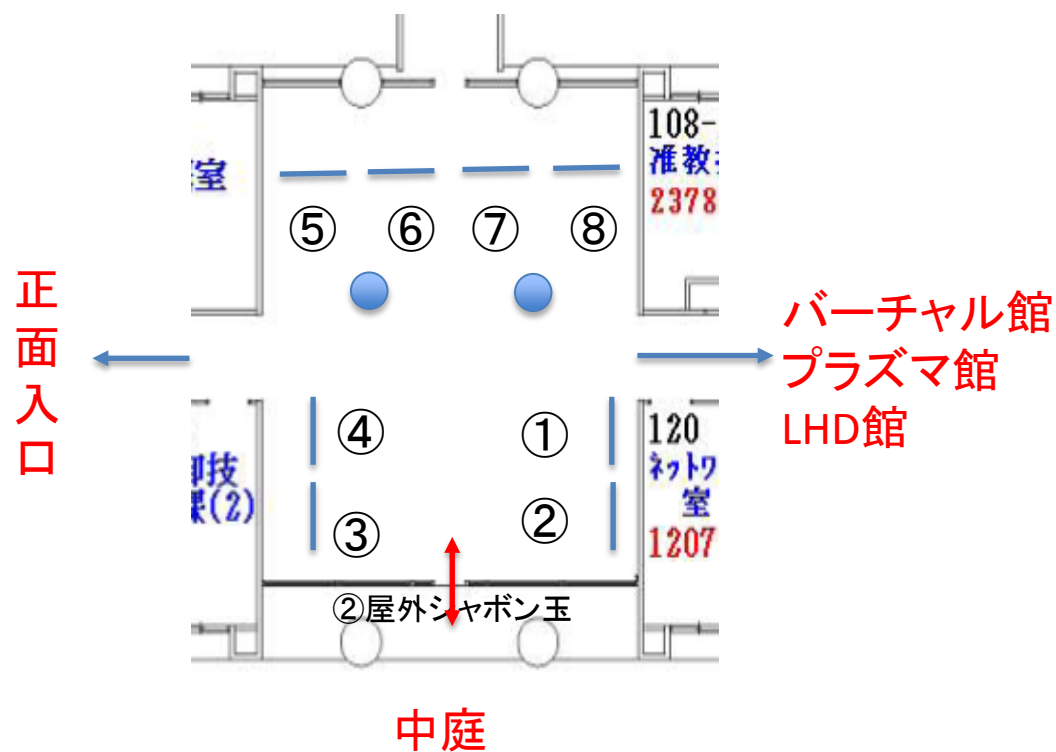 108-
准教
2378
室
⑤ ⑥ ⑦ ⑧
正面入口
バーチャル館
プラズマ館
LHD館
④ ①
③ ②
120
ネットワ
室
1207
技
(2)
②屋外シャボン玉
中庭